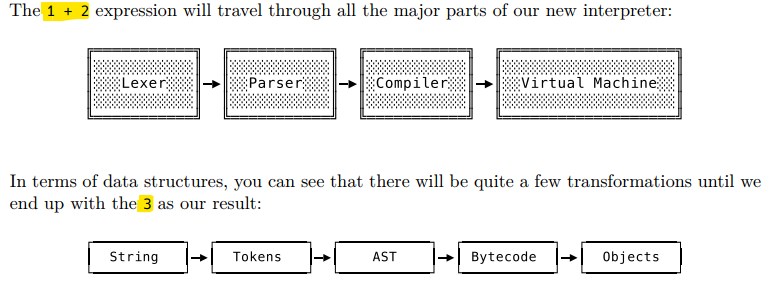 The 1 + 2 expression will travel through all the major parts of our new interpreter:
Lexer Parser Compiler Virtual Machine
In terms of data structures, you can see that there will be quite a few transformations until we
end up with the 3 as our result:
String Tokens AST Bytecode Objects